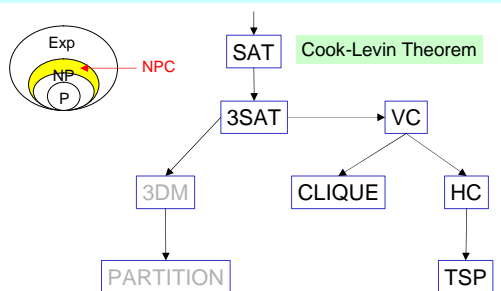 Exp
NPC
NP
P
SAT
Cook-Levin Theorem
3SAT
VC
3DM
CLIQUE
HC
PARTITION
TSP